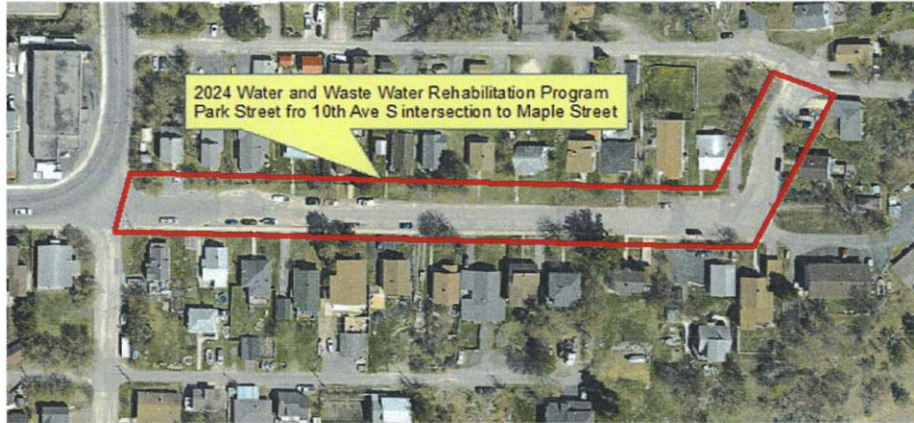 2024 Water and Waste Water Rehabilitation Program
Park Street fro 10th Ave S intersection to Maple Street